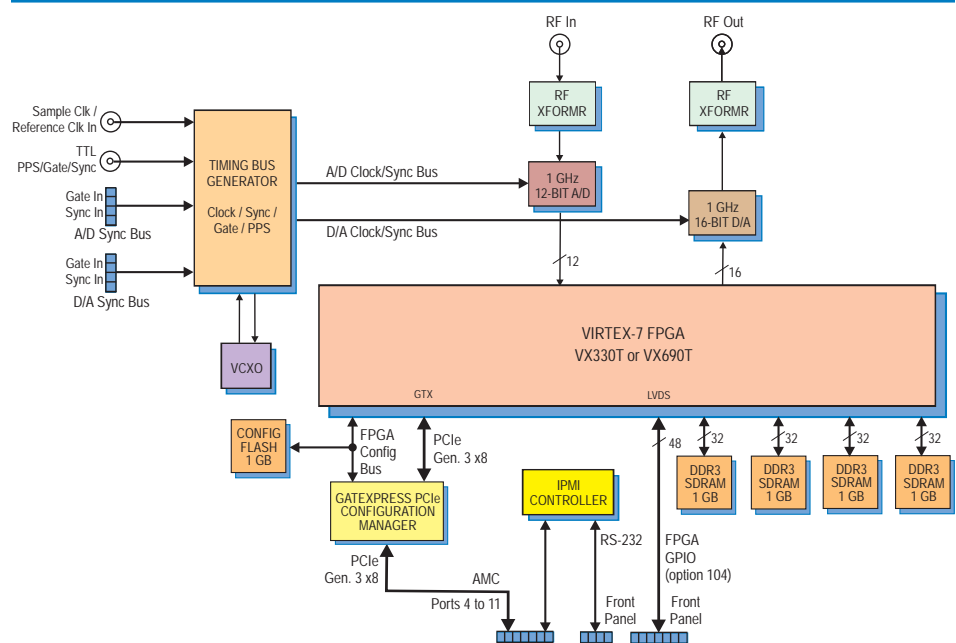 RF In
RF Out
Sample Clk /
Reference Clk In
TTL
PPS/Gate/Sync
Gate In
Sync In
A/D Sync Bus
Gate In
Sync In
D/A Sync Bus
TIMING BUS
GENERATOR
Clock / Sync /
Gate / PPS
VCXO
A/D Clock/Sync Bus
D/A Clock/Sync Bus
RF
XFORMR
RF
XFORMR
1 GHz
12-BIT A/D
1 GHz
16-BIT D/A
12
16
VIRTEX-7 FPGA
VX330T or VX690T
GTX
LVDS
CONFIG
FLASH
1 GB
FPGA
Config
Bus
PCIe
Gen. 3 x8
48
32
32
32
32
DDR3
SDRAM
1 GB
DDR3
SDRAM
1 GB
DDR3
SDRAM
1 GB
DDR3
SDRAM
1 GB
GATEXPRESS PCIe
CONFIGURATION
MANAGER
IPMI
CONTROLLER
RS-232
FPGA
GPIO
(option 104)
PCIe
Gen. 3 x8
AMC
Ports 4 to 11
Front
Panel
Front
Panel